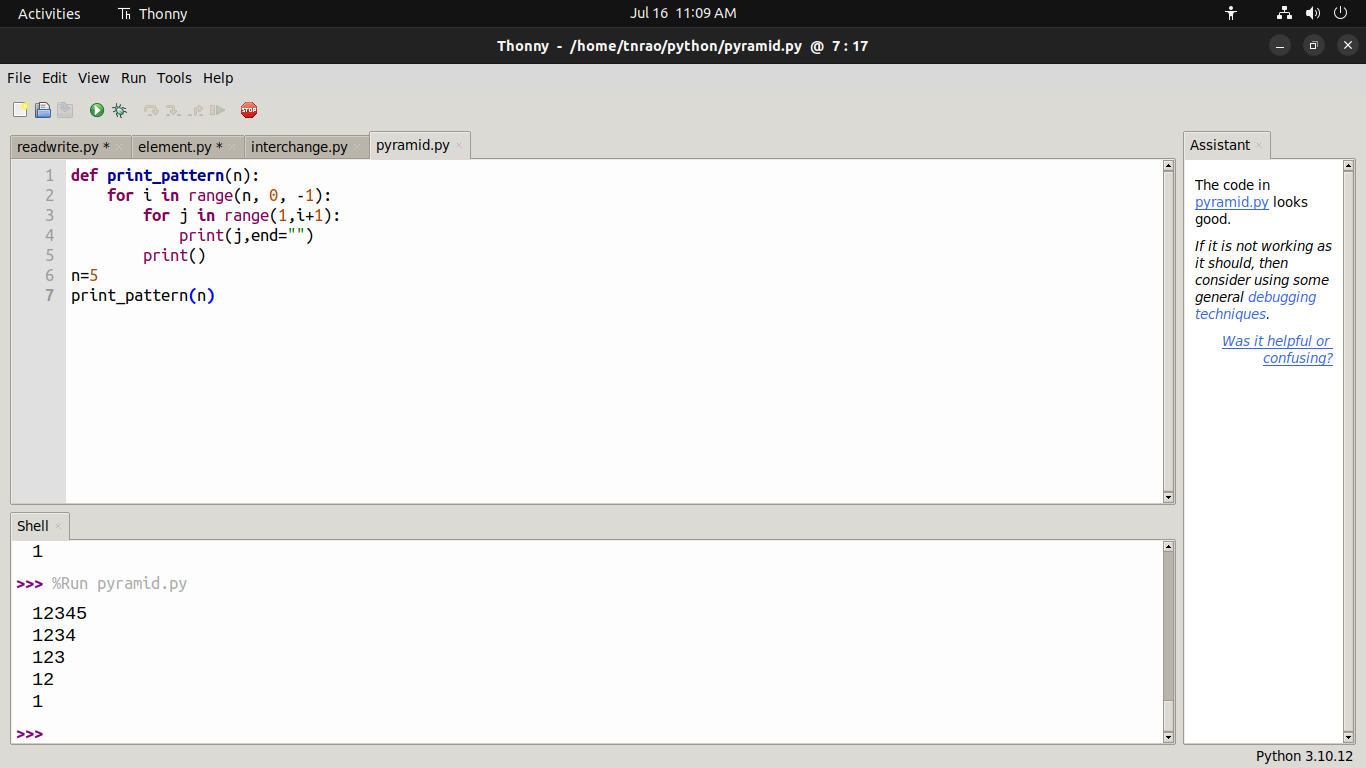 Activities Thonny Jul 16 11:09 AM
Thonny - /home/tnrao/python/pyramid.py @ 7 : 17
File Edit View Run Tools Help
STOP
readwrite.py * element.py * interchange.py pyramid.py
1 def print_pattern(n):
2     for i in range(n, 0, -1):
3         for j in range(1,i+1):
4             print(j,end="")
5         print()
6 n=5
7 print_pattern(n)
Shell
1
>>> %Run pyramid.py
12345
1234
123
12
1
>>>
Assistant
The code in
pyramid.py looks
good.
If it is not working as
it should, then
consider using some
general debugging
techniques.
Was it helpful or
confusing?
Python 3.10.12